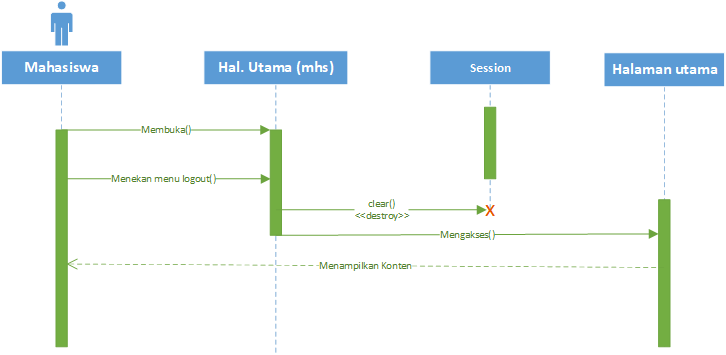 Mahasiswa
Hal. Utama (mhs)
Session
Halaman utama
Membuka()
Menekan menu logout()
clear()
<<destroy>>
X
Mengakses()
Menampilkan Konten